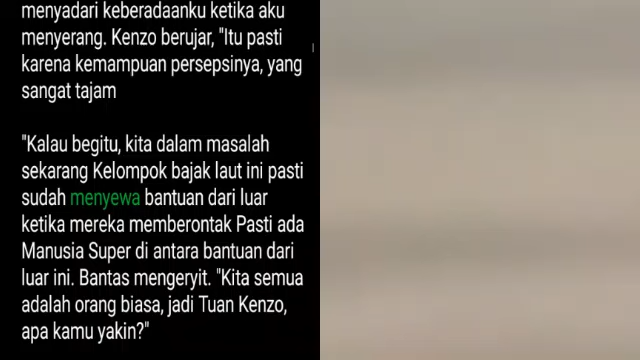 menyadari keberadaanku ketika aku
menyerang. Kenzo berujar, "Itu pasti
karena kemampuan persepsinya, yang
sangat tajam
"Kalau begitu, kita dalam masalah
sekarang Kelompok bajak laut ini pasti
sudah menyewa bantuan dari luar
ketika mereka memberontak Pasti ada
Manusia Super di antara bantuan dari
luar ini. Bantas mengeryit. "Kita semua
adalah orang biasa, jadi Tuan Kenzo,
apa kamu yakin?"